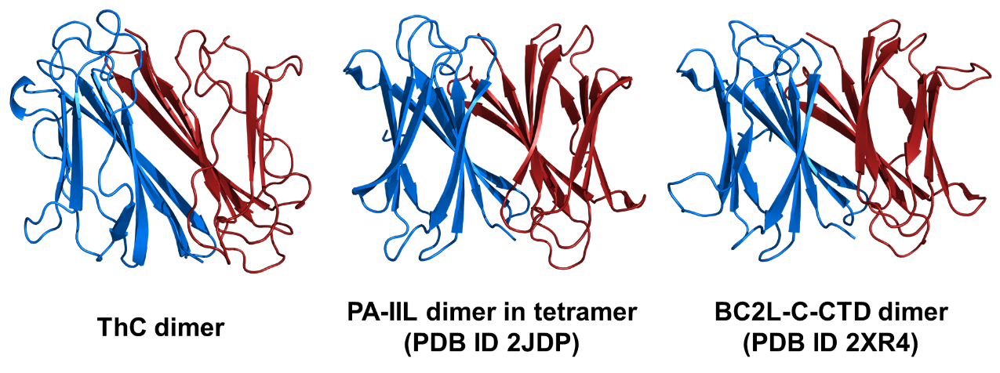 ThC dimer
PA-IIL dimer in tetramer
(PDB ID 2JDP)
BC2L-C-CTD dimer
(PDB ID 2XR4)